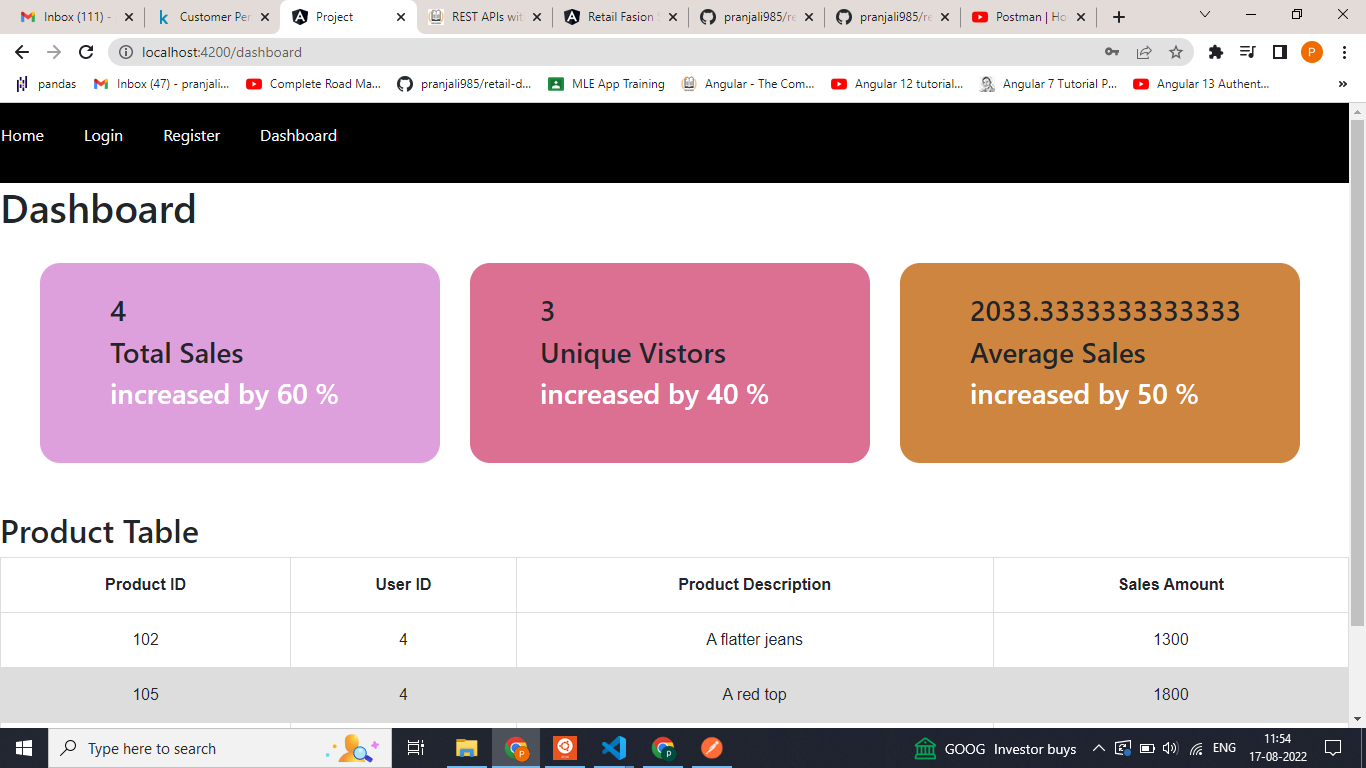 Inbox (111) -
Customer Per
Project
REST APIs wit
Retail Fasion S
pranjali985/re
pranjali985/re
Postman | Ho
localhost:4200/dashboard
P
pandas
Inbox (47) - pranjali...
Complete Road Ma...
pranjali985/retail-d...
MLE App Training
Angular - The Com...
Angular 12 tutorial...
Angular 7 Tutorial P...
Angular 13 Authent...
»
Home Login Register Dashboard
Dashboard
4
Total Sales
increased by 60 %
3
Unique Vistors
increased by 40 %
2033.3333333333333
Average Sales
increased by 50 %
Product Table
Product ID User ID Product Description Sales Amount
102 4 A flatter jeans 1300
105 4 A red top 1800
Type here to search
GOOG Investor buys
ENG
11:54
17-08-2022